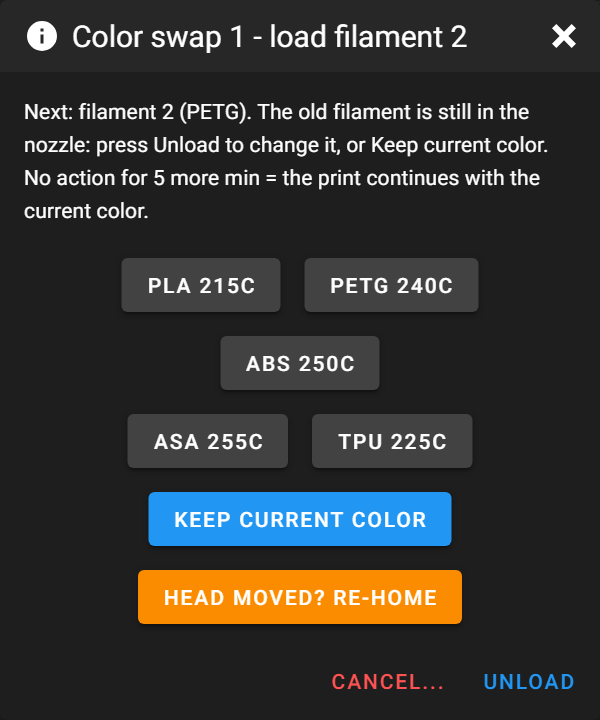 Color swap 1 - load filament 2
Next: filament 2 (PETG). The old filament is still in the
nozzle: press Unload to change it, or Keep current color.
No action for 5 more min = the print continues with the
current color.
PLA 215C PETG 240C
ABS 250C
ASA 255C TPU 225C
KEEP CURRENT COLOR
HEAD MOVED? RE-HOME
CANCEL... UNLOAD